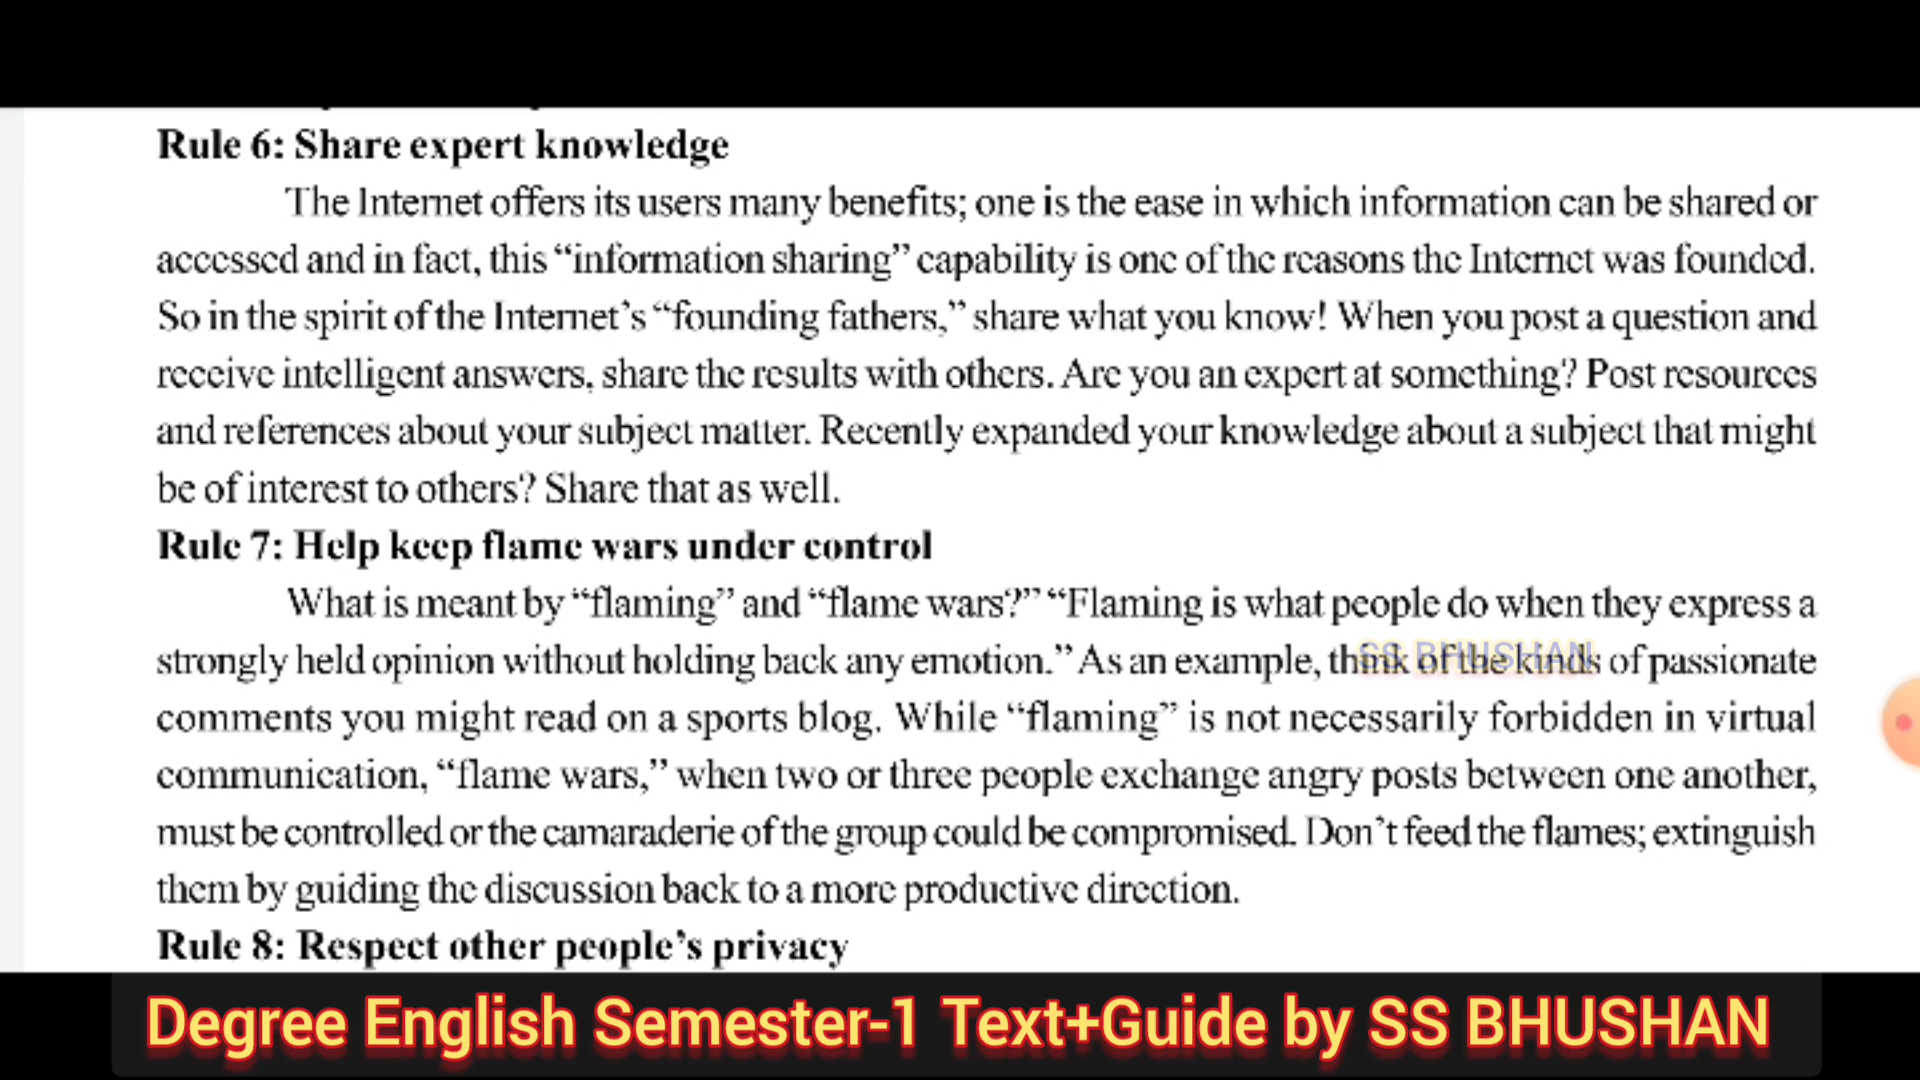 Rule 6: Share expert knowledge
The Internet offers its users many benefits; one is the ease in which information can be shared or
accessed and in fact, this “information sharing” capability is one of the reasons the Internet was founded.
So in the spirit of the Internet’s “founding fathers,” share what you know! When you post a question and
receive intelligent answers, share the results with others. Are you an expert at something? Post resources
and references about your subject matter. Recently expanded your knowledge about a subject that might
be of interest to others? Share that as well.
Rule 7: Help keep flame wars under control
What is meant by “flaming” and “flame wars?” “Flaming is what people do when they express a
strongly held opinion without holding back any emotion.” As an example, think of the kinds of passionate
SS BHUSHAN
comments you might read on a sports blog. While “flaming” is not necessarily forbidden in virtual
communication, “flame wars,” when two or three people exchange angry posts between one another,
must be controlled or the camaraderie of the group could be compromised. Don’t feed the flames; extinguish
them by guiding the discussion back to a more productive direction.
Rule 8: Respect other people’s privacy
Degree English Semester-1 Text+Guide by SS BHUSHAN